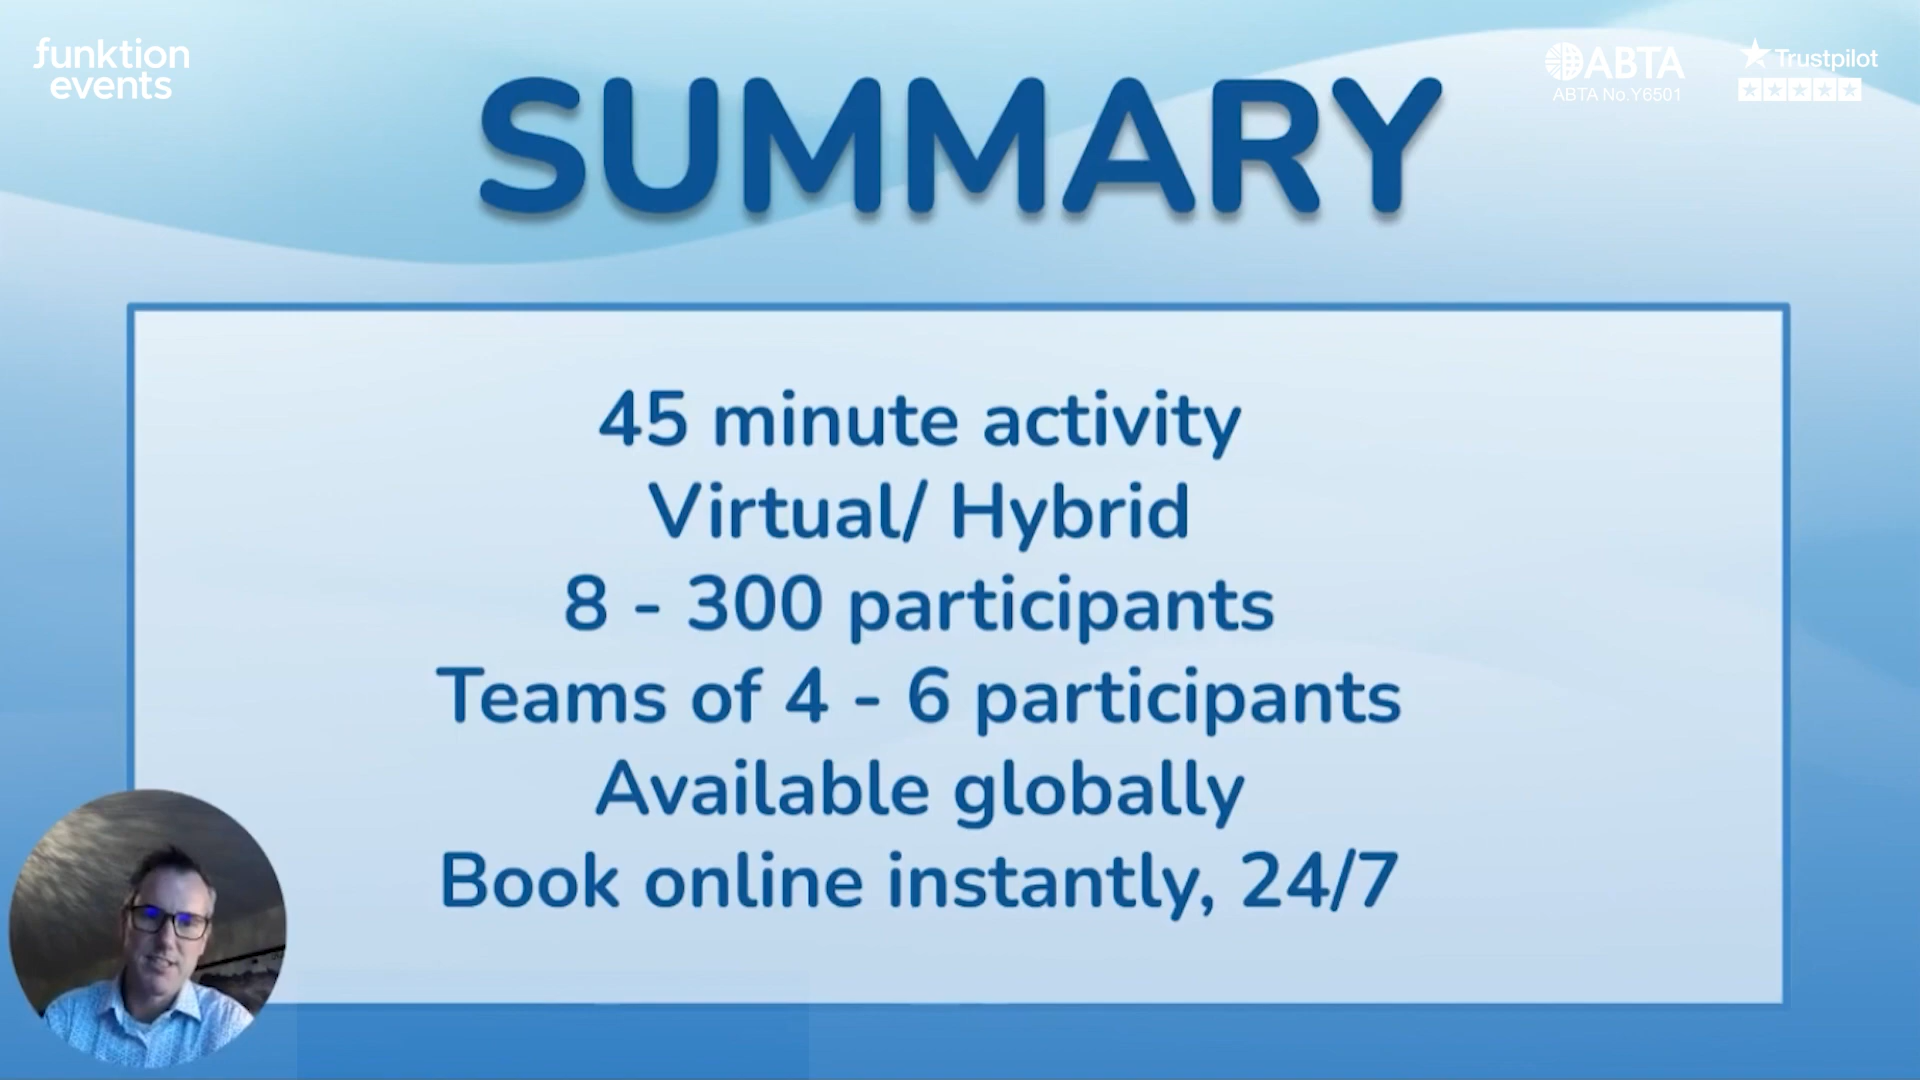 funktion
events
ABTA
ABTA No.Y6501
Trustpilot
SUMMARY
45 minute activity
Virtual/ Hybrid
8 - 300 participants
Teams of 4 - 6 participants
Available globally
Book online instantly, 24/7